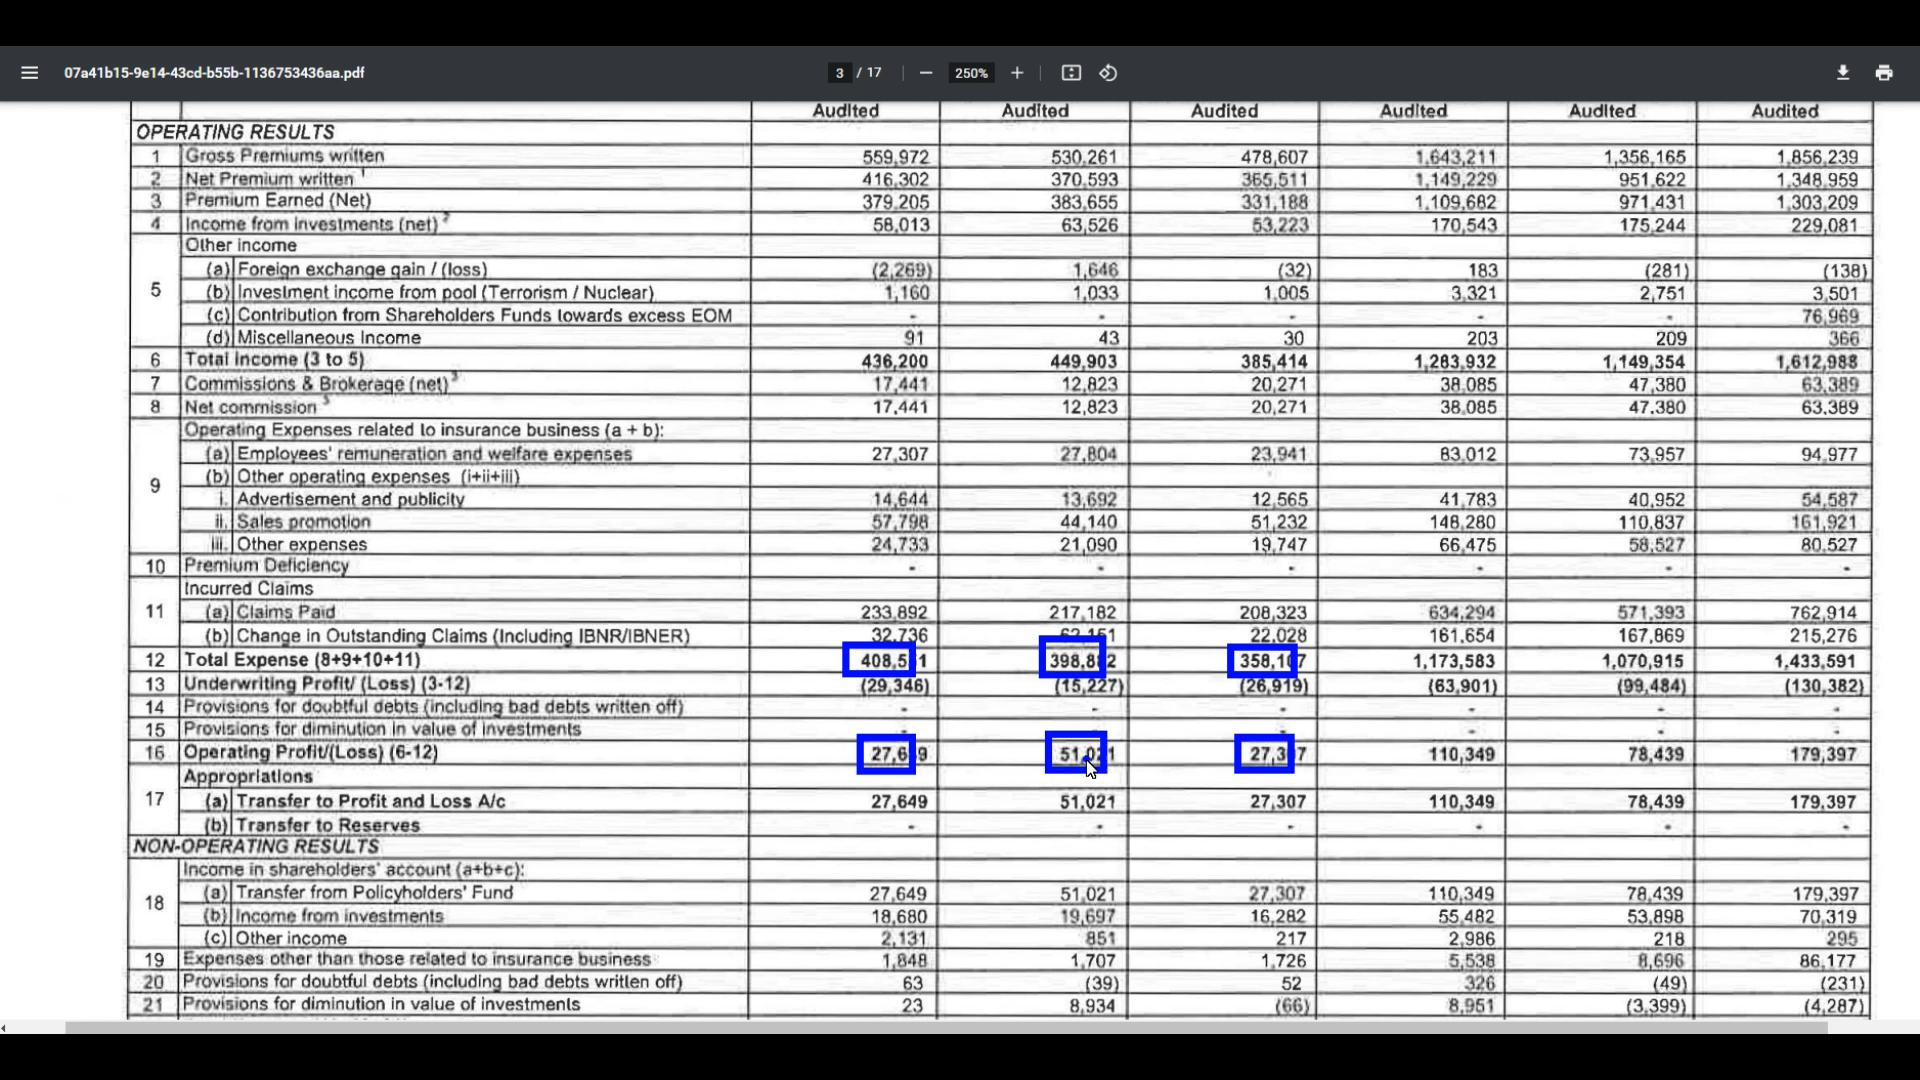 07a41b15-9e14-43cd-b55b-1136753436aa.pdf 3 / 17 250%
Audited Audited Audited Audited Audited Audited
OPERATING RESULTS
1 Gross Premiums written 559,972 530,261 478,607 1,643,211 1,356,165 1,856,239
2 Net Premium written 1 416,302 370,593 365,511 1,149,229 951,622 1,348,959
3 Premium Earned (Net) 379,205 383,655 331,188 1,109,682 971,431 1,303,209
4 Income from investments (net) 2 58,013 63,526 53,223 170,543 175,244 229,081
5 Other income
(a) Foreign exchange gain / (loss) (2,269) 1,646 (32) 183 (281) (138)
(b) Investment income from pool (Terrorism / Nuclear) 1,160 1,033 1,005 3,321 2,751 3,501
(c) Contribution from Shareholders Funds towards excess EOM - - - - - 76,969
(d) Miscellaneous Income 91 43 30 203 209 366
6 Total income (3 to 5) 436,200 449,903 385,414 1,283,932 1,149,354 1,612,988
7 Commissions & Brokerage (net) 3 17,441 12,823 20,271 38,085 47,380 63,389
8 Net commission 3 17,441 12,823 20,271 38,085 47,380 63,389
9 Operating Expenses related to insurance business (a + b):
(a) Employees' remuneration and welfare expenses 27,307 27,804 23,941 83,012 73,957 94,977
(b) Other operating expenses (i+ii+iii)
i. Advertisement and publicity 14,644 13,692 12,565 41,783 40,952 54,587
ii. Sales promotion 57,798 44,140 51,232 148,280 110,837 161,921
iii. Other expenses 24,733 21,090 19,747 66,475 58,527 80,527
10 Premium Deficiency - - - - - -
11 Incurred Claims
(a) Claims Paid 233,892 217,182 208,323 634,294 571,393 762,914
(b) Change in Outstanding Claims (Including IBNR/IBNER) 32,736 22,028 161,654 167,869 215,276
12 Total Expense (8+9+10+11) 1,173,583 1,070,915 1,433,591
13 Underwriting Profit/ (Loss) (3-12) (29,346) (15,227) (26,919) (63,901) (99,484) (130,382)
14 Provisions for doubtful debts (including bad debts written off) - - - - - -
15 Provisions for diminution in value of investments - - - - - -
16 Operating Profit/(Loss) (6-12) 110,349 78,439 179,397
17 Appropriations
(a) Transfer to Profit and Loss A/c 27,649 51,021 27,307 110,349 78,439 179,397
(b) Transfer to Reserves - - - - - -
NON-OPERATING RESULTS
18 Income in shareholders' account (a+b+c):
(a) Transfer from Policyholders' Fund 27,649 51,021 27,307 110,349 78,439 179,397
(b) Income from investments 18,680 19,697 16,282 55,482 53,898 70,319
(c) Other income 2,131 851 217 2,986 218 295
19 Expenses other than those related to insurance business 1,848 1,707 1,726 5,538 8,696 86,177
20 Provisions for doubtful debts (including bad debts written off) 63 (39) 52 326 (49) (231)
21 Provisions for diminution in value of investments 23 8,934 (66) 8,951 (3,399) (4,287)